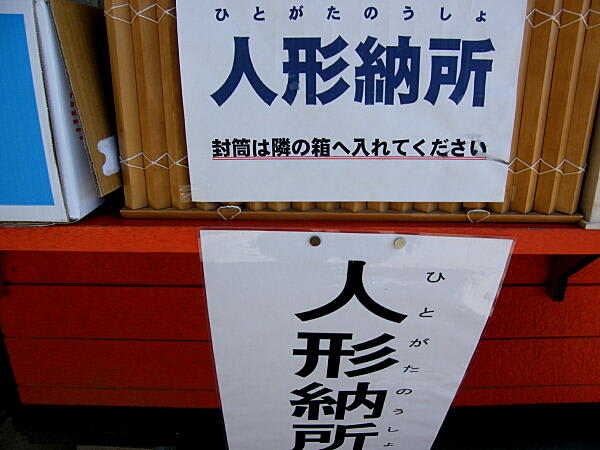 ひとがたのうしょ
人形納所
封筒は隣の箱へ入れてください
人形納所
ひとがたのうしょ